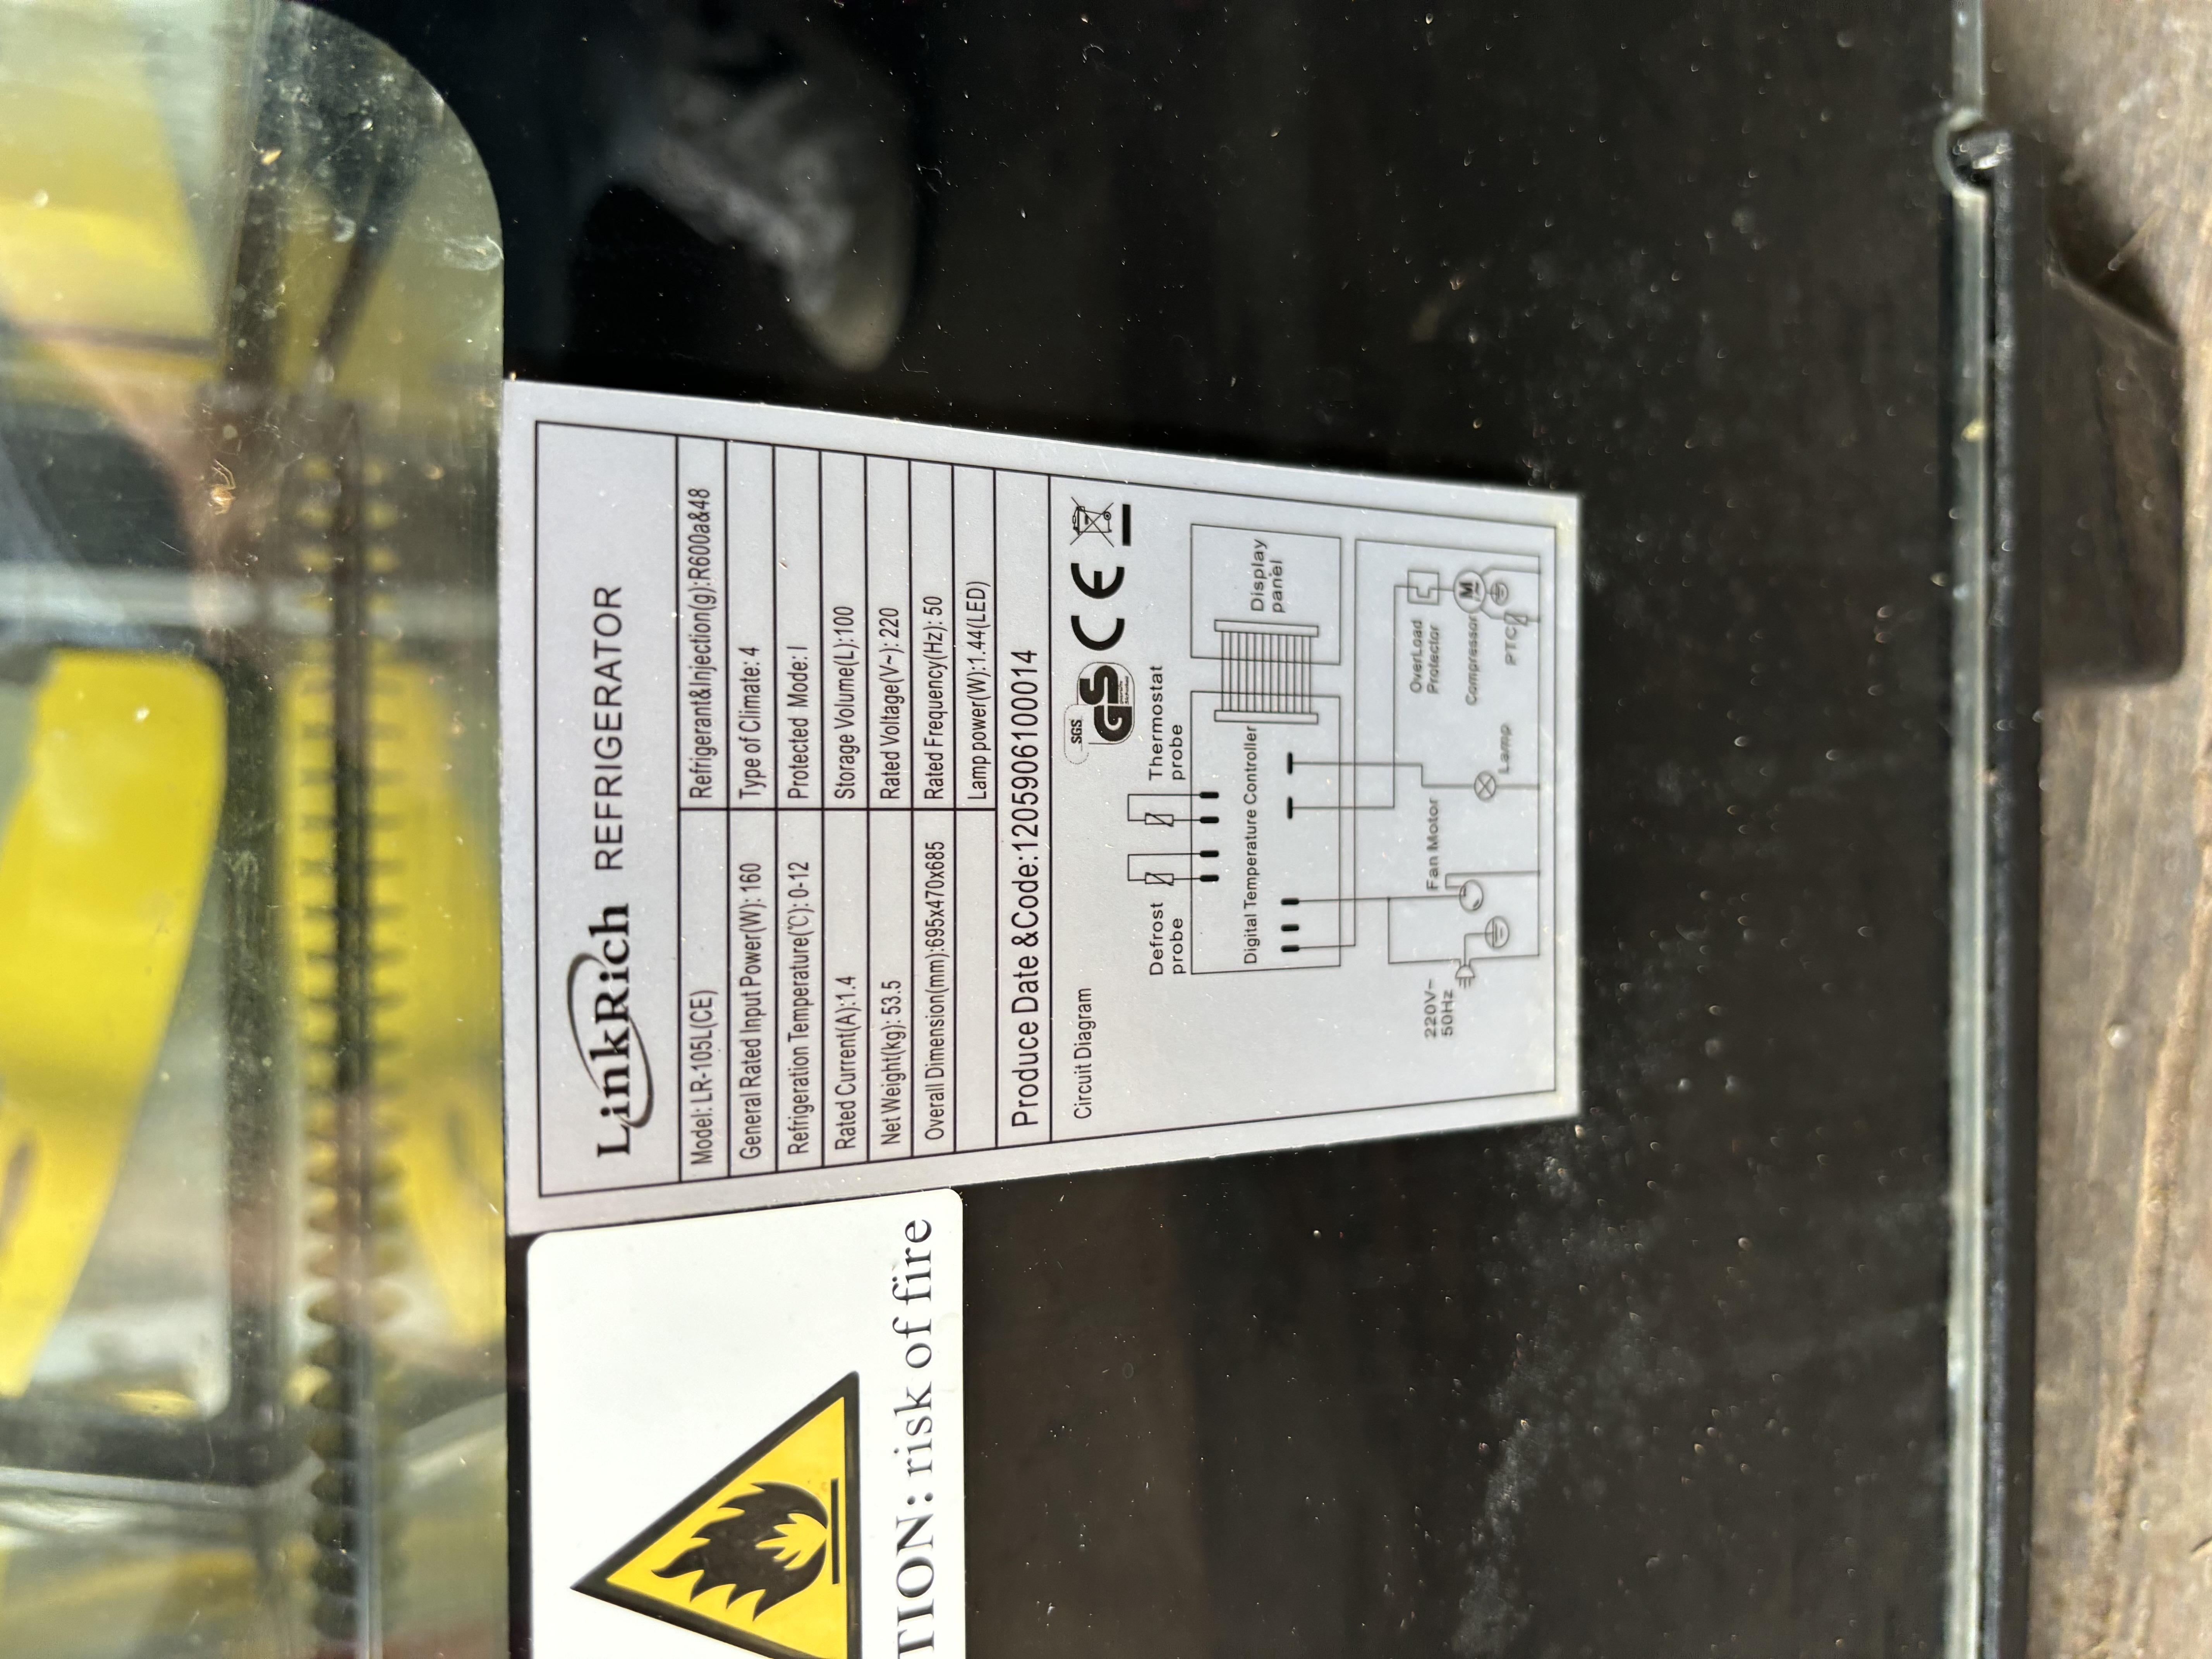 LinkRich REFRIGERATOR
Model: LR-105L(CE) Refrigerant&Injection(g):R600a&48
General Rated Input Power(W): 160 Type of Climate: 4
Refrigeration Temperature(℃): 0-12 Protected Mode: I
Rated Current(A):1.4 Storage Volume(L):100
Net Weight(kg): 53.5 Rated Voltage(V~): 220
Overall Dimension(mm):695x470x685 Rated Frequency(Hz): 50
Lamp power(W):1.44(LED)
Produce Date &Code:1205906100014
Circuit Diagram
SGS
GS
CE
Defrost
probe
Thermostat
probe
Digital Temperature Controller
Display
panel
220V~
50Hz
Fan Motor
Lamp
OverLoad
Protector
Compressor
M
PTC
TION: risk of fire